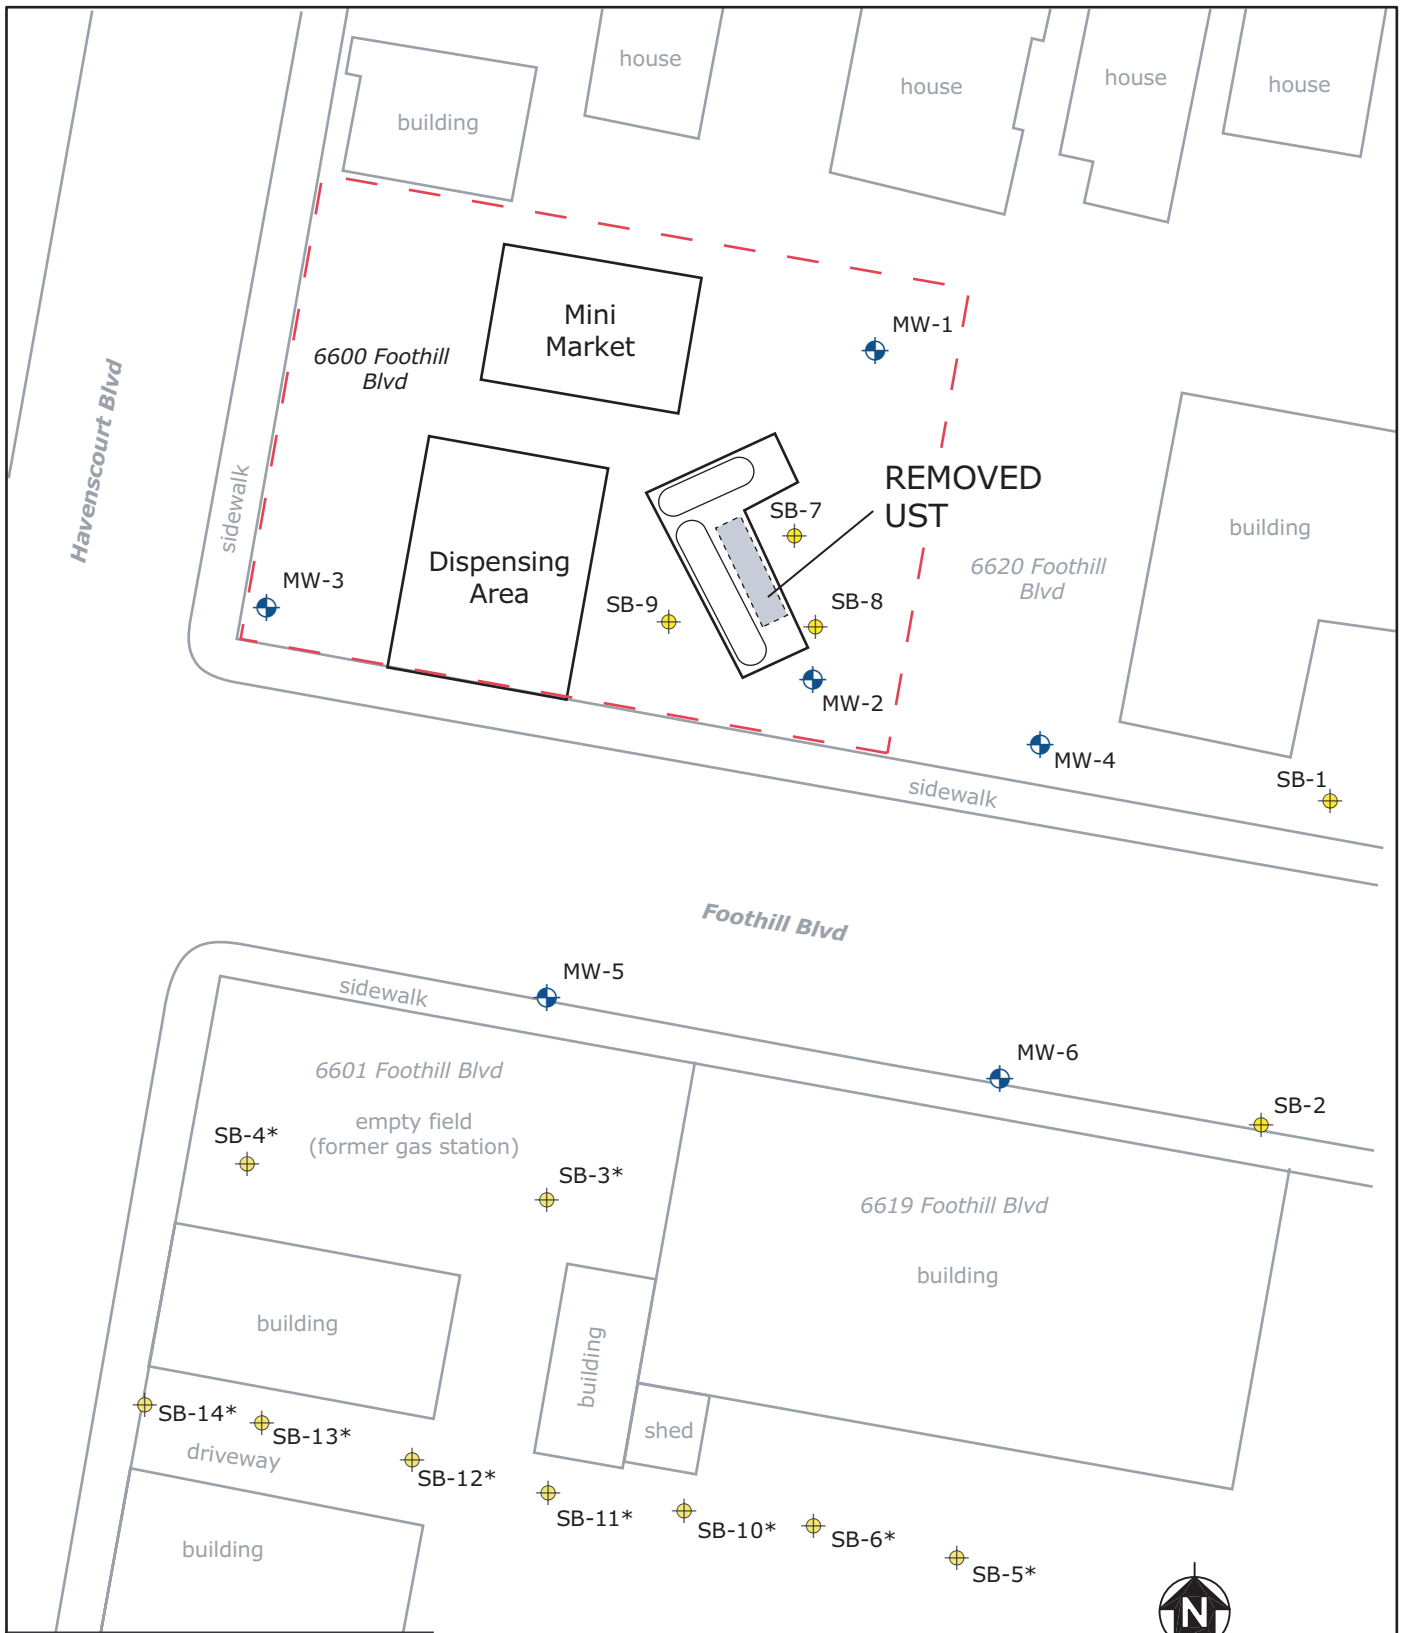 house
house
house
house
building
MW-1
Mini
Market
6600 Foothill
Blvd
Havenscourt Blvd
sidewalk
REMOVED
UST
SB-7
building
Dispensing
Area
6620 Foothill
Blvd
MW-3
SB-9
SB-8
MW-2
MW-4
SB-1
sidewalk
Foothill Blvd
MW-5
sidewalk
MW-6
6601 Foothill Blvd
SB-2
empty field
(former gas station)
SB-4*
SB-3*
6619 Foothill Blvd
building
building
building
SB-14*
SB-13*
shed
driveway
SB-12*
SB-11*
SB-10*
SB-6*
SB-5*
building
N